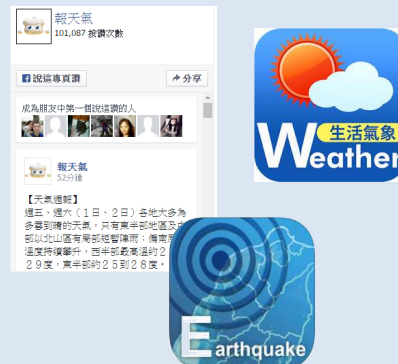 報天氣
101,087 按讚次數
說這專頁讚
分享
成為朋友中第一個說這讚的人
報天氣
52分鐘
【天氣週報】
週五、週六（1日、2日）各地大多為
多雲到晴的天氣，只有東半部地區及
部以北山區有局部短暫陣雨；偏南
溫度持續攀升，西半部最高溫約2
29度，東半部約25到28度。
生活氣象
Weather
Earthquake